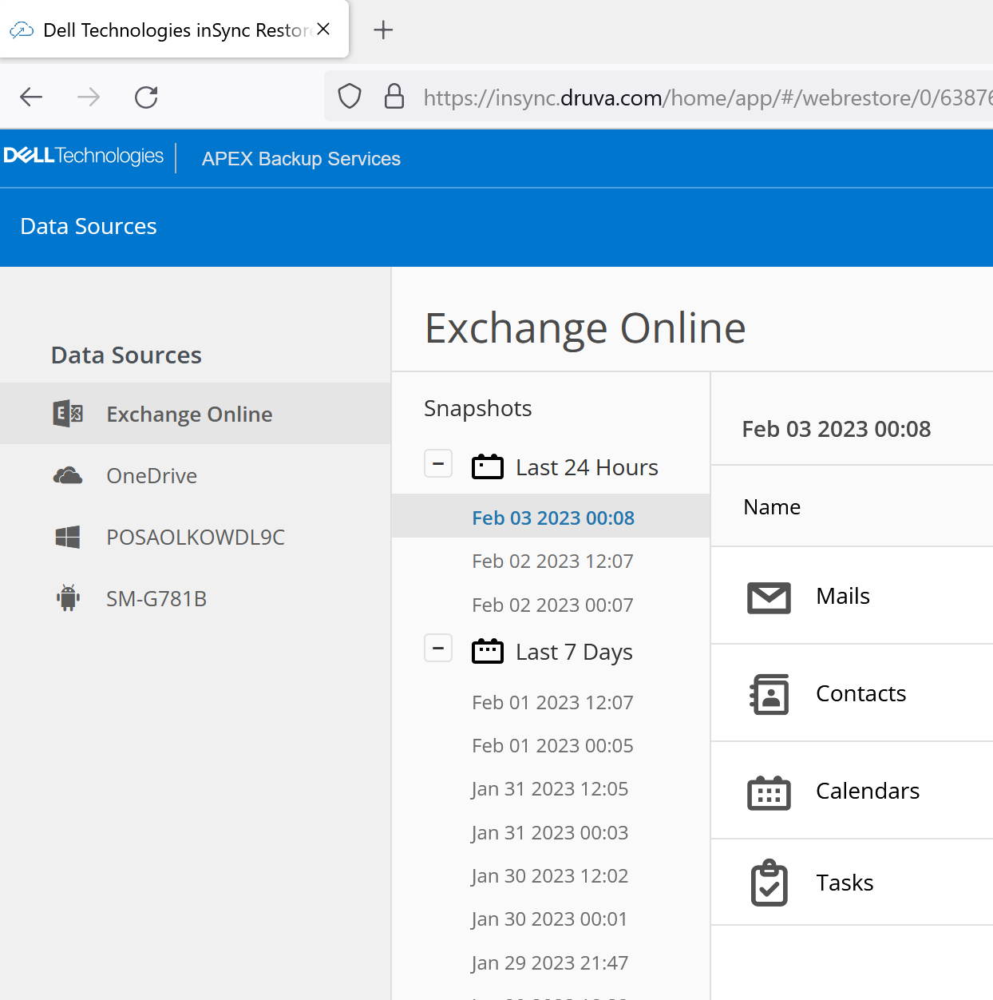 Dell Technologies inSync Restore
https://insync.druva.com/home/app/#/webrestore/0/63876
DELL Technologies
APEX Backup Services
Data Sources
Data Sources
Exchange Online
OneDrive
POSAOLKOWDL9C
SM-G781B
Exchange Online
Snapshots
Last 24 Hours
Feb 03 2023 00:08
Feb 02 2023 12:07
Feb 02 2023 00:07
Last 7 Days
Feb 01 2023 12:07
Feb 01 2023 00:05
Jan 31 2023 12:05
Jan 31 2023 00:03
Jan 30 2023 12:02
Jan 30 2023 00:01
Jan 29 2023 21:47
Feb 03 2023 00:08
Name
Mails
Contacts
Calendars
Tasks